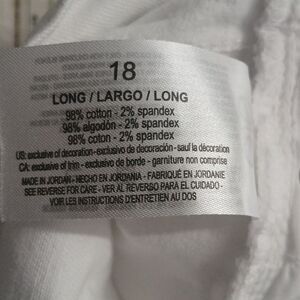 18
LONG / LARGO / LONG
98% cotton - 2% spandex
98% algodón - 2% spandex
98% coton - 2% spandex
US: exclusive of decoration - exclusivo de decoración - sauf la décoration
CA: exclusive of trim - exclusivo de borde - garniture non comprise
MADE IN JORDAN - HECHO EN JORDANIA - FABRIQUÉ EN JORDANIE
SEE REVERSE FOR CARE - VER AL REVERSO PARA EL CUIDADO -
VOIR LES INSTRUCTIONS D'ENTRETIEN AU DOS